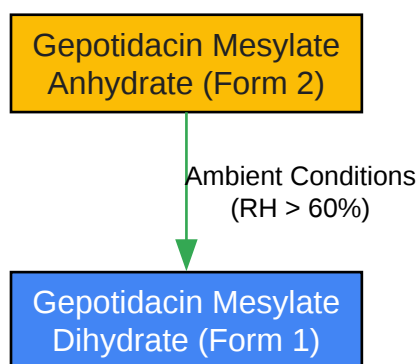 Gepotidacin Mesylate
Anhydrate (Form 2)
Ambient Conditions
(RH > 60%)
Gepotidacin Mesylate
Dihydrate (Form 1)